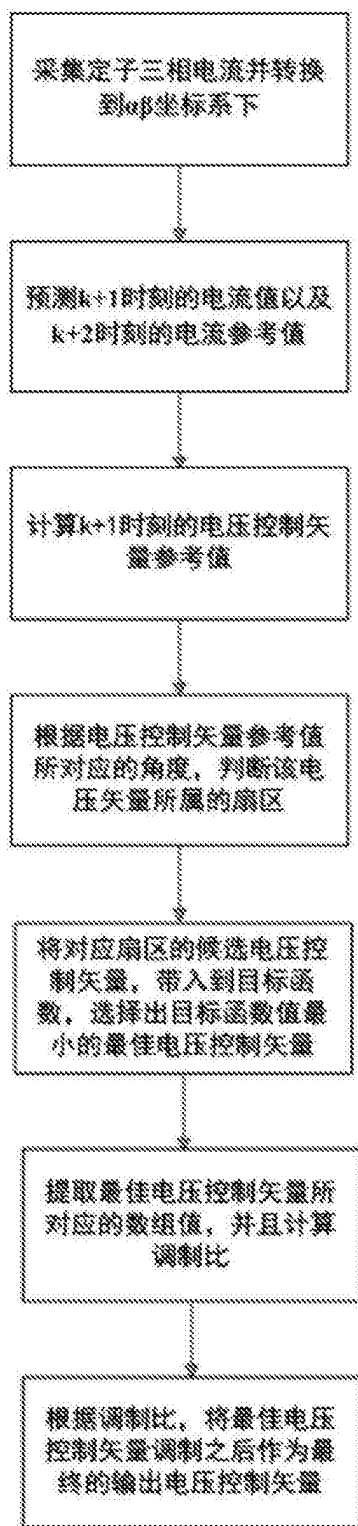 采集定子三相电流并转换
到αβ坐标系下
预测k+1时刻的电流值以及
k+2时刻的电流参考值
计算k+1时刻的电压控制矢
量参考值
根据电压控制矢量参考值
所对应的角度，判断该电
压矢量所属的扇区
将对应扇区的候选电压控
制矢量，带入到目标函
数，选择出目标函数值最
小的最佳电压控制矢量
提取最佳电压控制矢量所
对应的数组值，并且计算
调制比
根据调制比，将最佳电压
控制矢量调制之后作为最
终的输出电压控制矢量